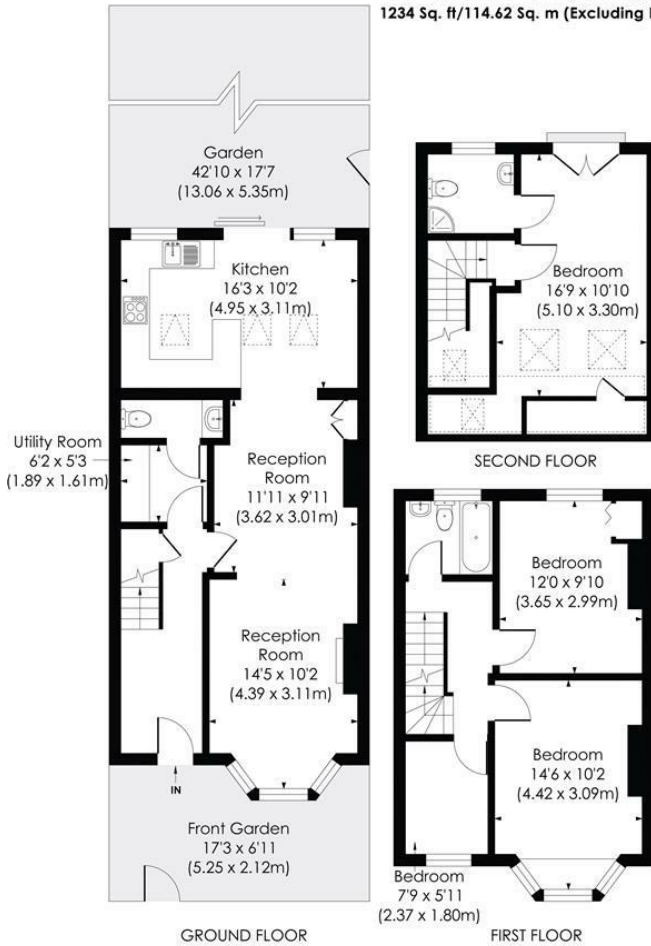 1234 Sq. ft/114.62 Sq. m (Excluding
Garden
42'10 x 17'7
(13.06 x 5.35m)
Kitchen
16'3 x 10'2
(4.95 x 3.11m)
Utility Room
6'2 x 5'3
(1.89 x 1.61m)
Reception
Room
11'11 x 9'11
(3.62 x 3.01m)
Reception
Room
14'5 x 10'2
(4.39 x 3.11m)
IN
Front Garden
17'3 x 6'11
(5.25 x 2.12m)
GROUND FLOOR
Bedroom
16'9 x 10'10
(5.10 x 3.30m)
SECOND FLOOR
Bedroom
12'0 x 9'10
(3.65 x 2.99m)
Bedroom
14'6 x 10'2
(4.42 x 3.09m)
Bedroom
7'9 x 5'11
(2.37 x 1.80m)
FIRST FLOOR